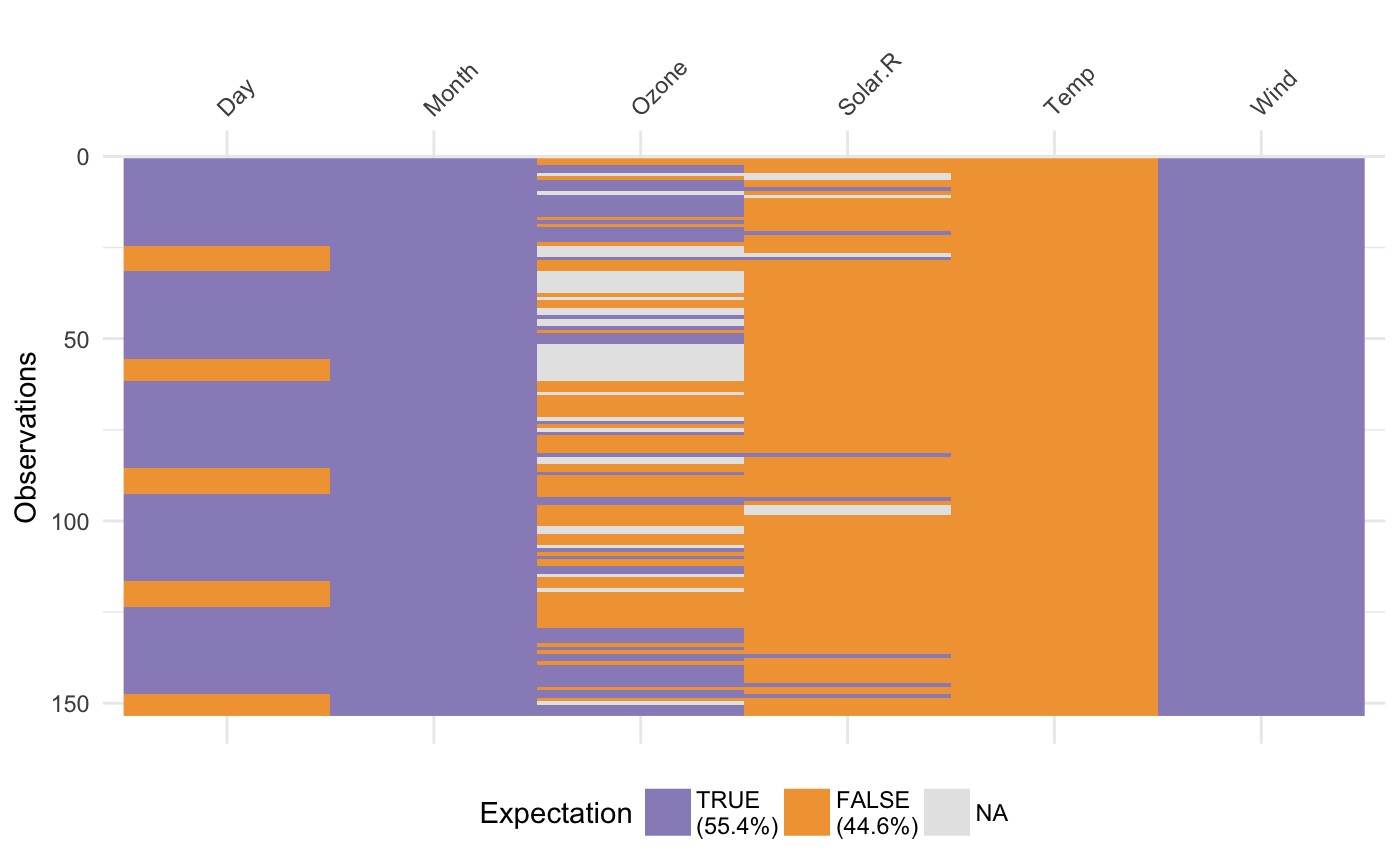 Day
Month
Ozone
Solar.R
Temp
Wind
0
50
100
150
Observations
Expectation
TRUE
(55.4%)
FALSE
(44.6%)
NA